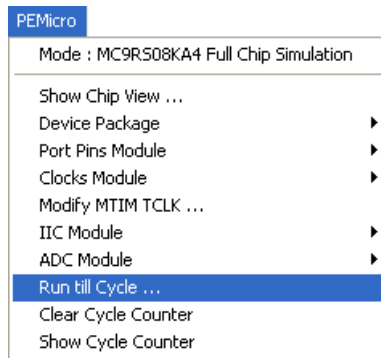 PEMicro
Mode : MC9RS08KA4 Full Chip Simulation
Show Chip View ...
Device Package
Port Pins Module
Clocks Module
Modify MTIM TCLK ...
IIC Module
ADC Module
Run till Cycle ...
Clear Cycle Counter
Show Cycle Counter